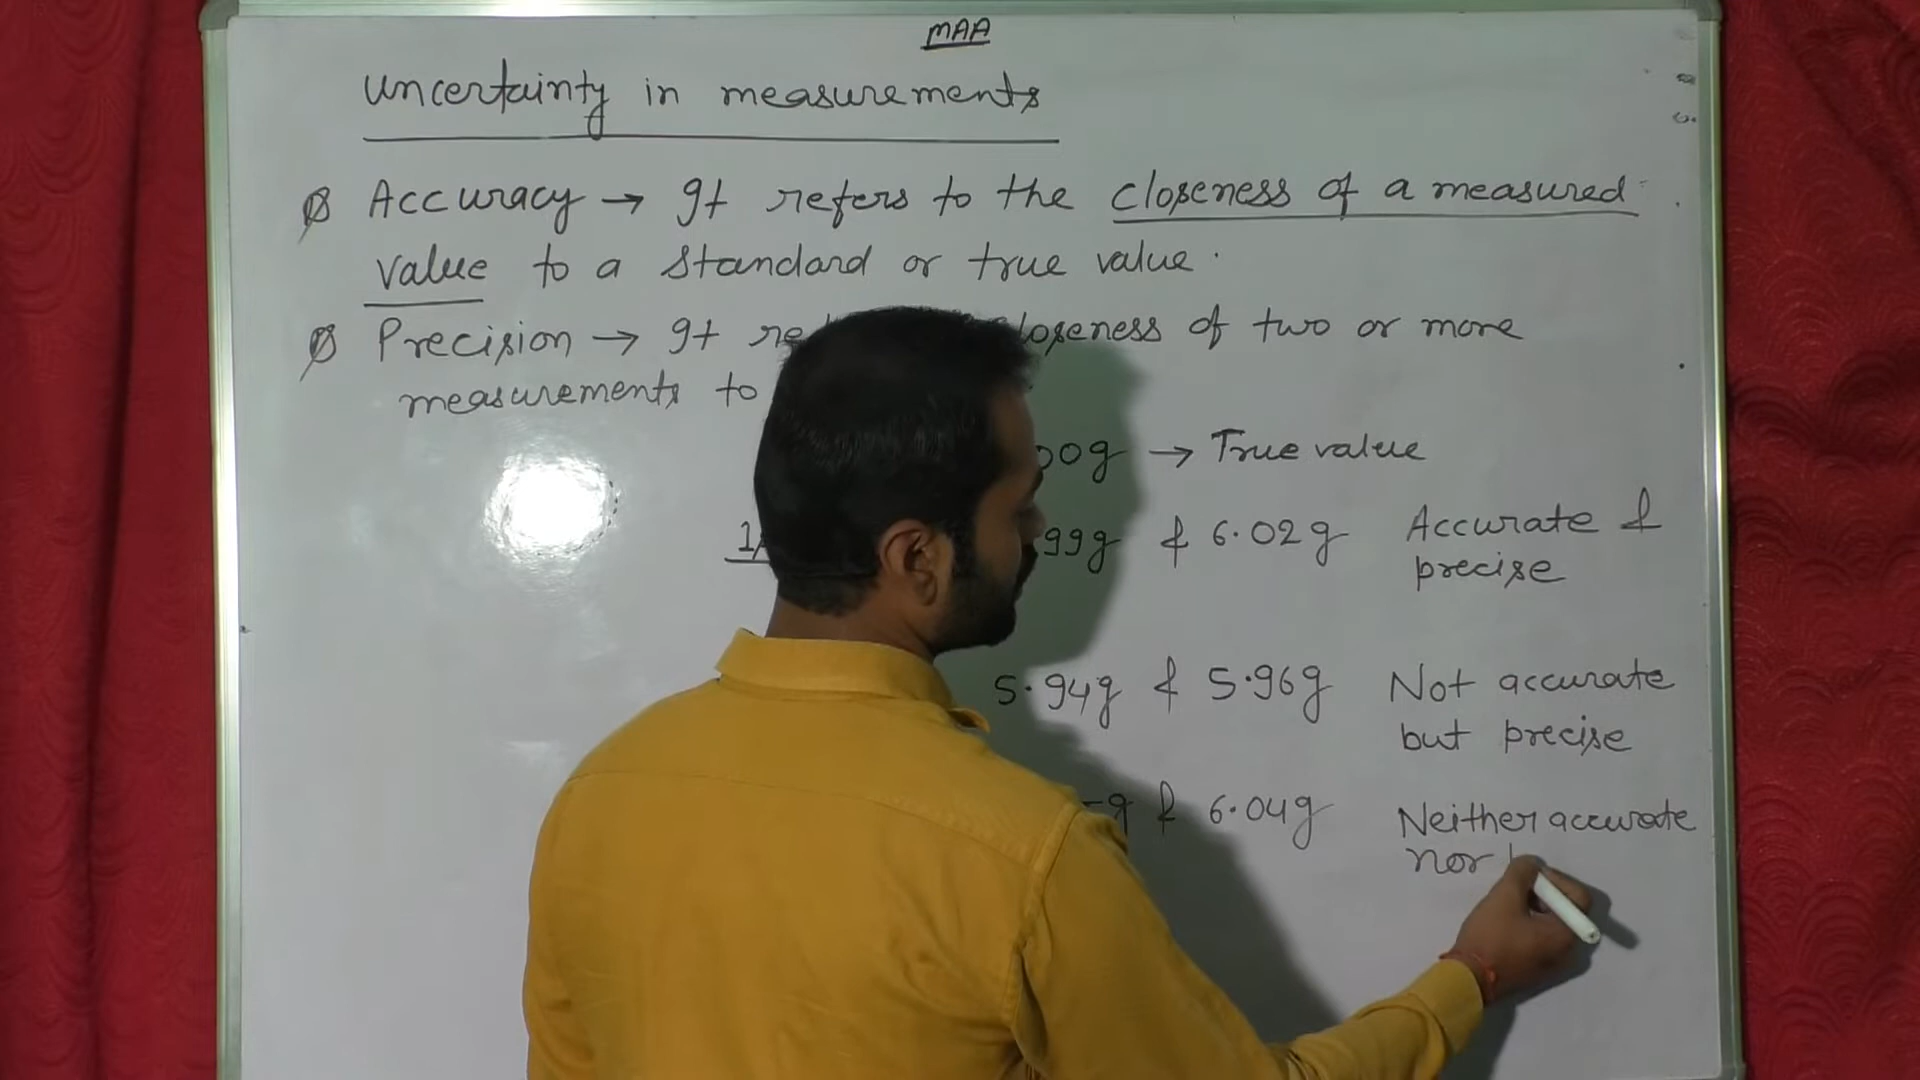 MAA
Uncertainty in measurements
Accuracy → It refers to the closeness of a measured
value to a standard or true value.
Precision → It closeness of two or more
measurements to
00g → True value
99g & 6.02g Accurate &
precise
5.94g & 5.96g Not accurate
but precise
g & 6.04g Neither accurate
nor